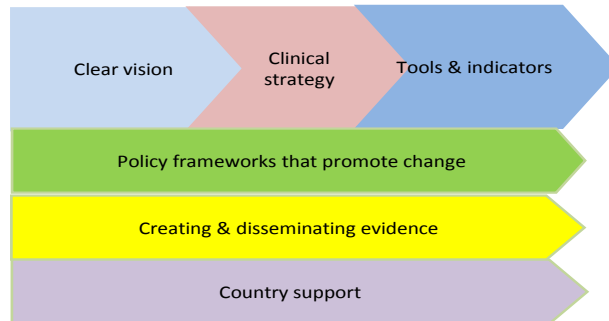 Clear vision
Clinical
strategy
Tools & indicators
Policy frameworks that promote change
Creating & disseminating evidence
Country support